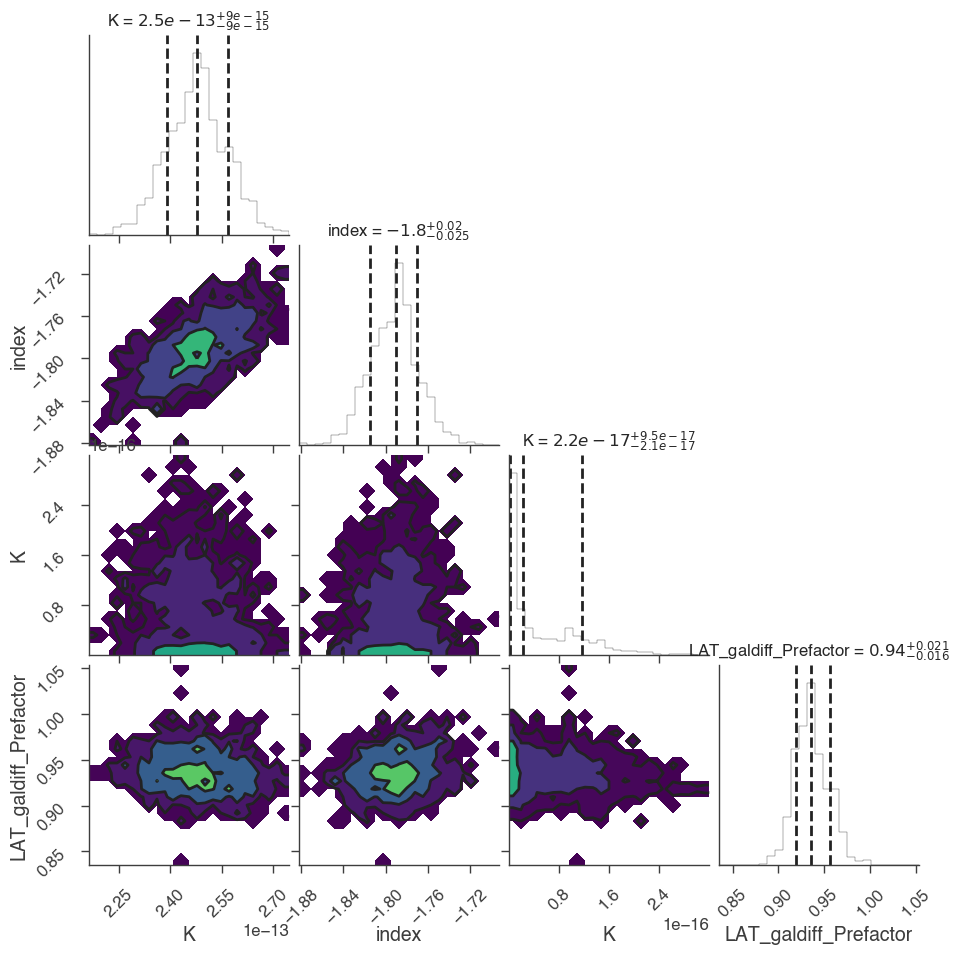 K = 2.5e−13+9e−15 −9e−15
index = −1.8+0.02 −0.025
−1.72
−1.76
−1.80
−1.84
−1.88
index
1e−16
K = 2.2e−17+9.5e−17 −2.1e−17
2.4
1.6
0.8
K
LAT_galdiff_Prefactor = 0.94+0.021 −0.016
1.05
1.00
0.95
0.90
0.85
LAT_galdiff_Prefactor
2.25 2.40 2.55 2.70 −1.88 −1.84 −1.80 −1.76 −1.72 0.8 1.6 2.4 0.85 0.90 0.95 1.00 1.05
1e−13 1e−16
K index K LAT_galdiff_Prefactor